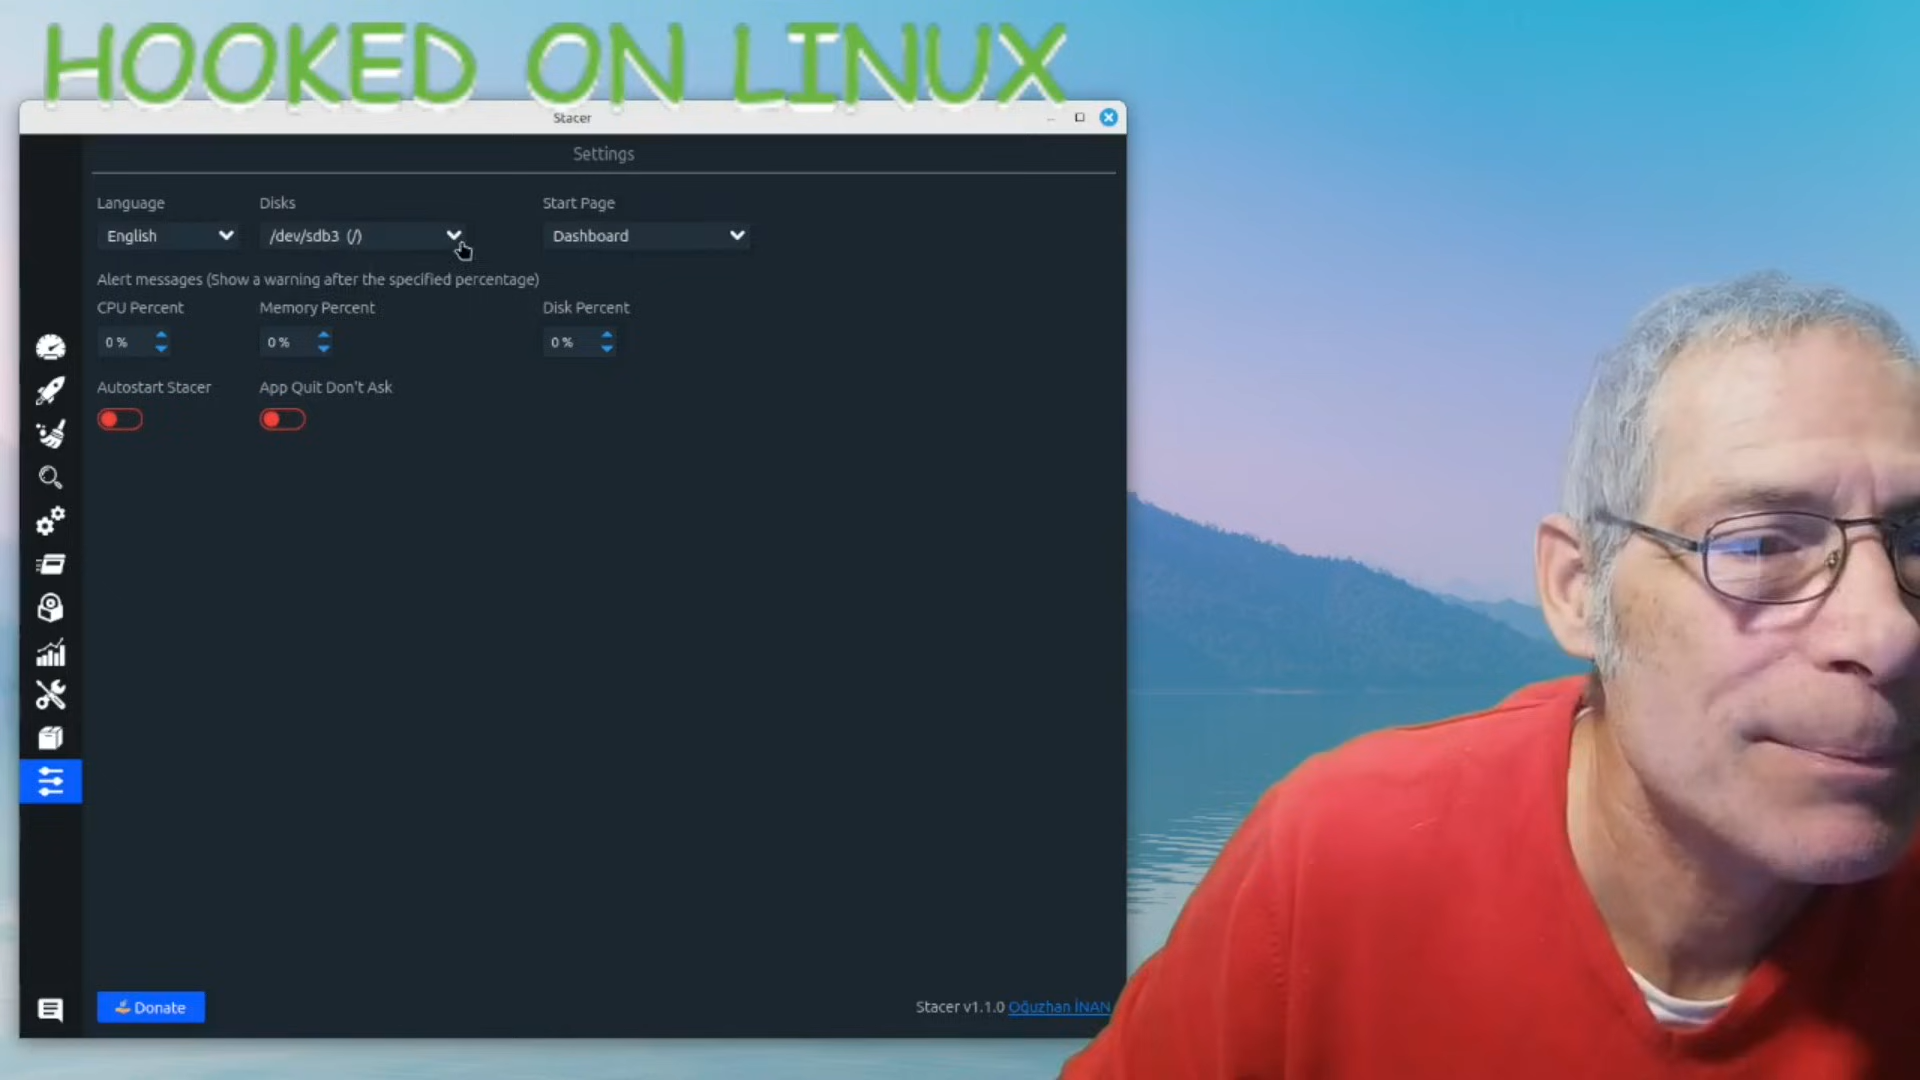 HOOKED ON LINUX
Stacer
Settings
Language
Disks
Start Page
English
/dev/sdb3 (/)
Dashboard
Alert messages (Show a warning after the specified percentage)
CPU Percent
Memory Percent
Disk Percent
0 %
0 %
0 %
Autostart Stacer
App Quit Don't Ask
Donate
Stacer v1.1.0 Oğuzhan İNAN